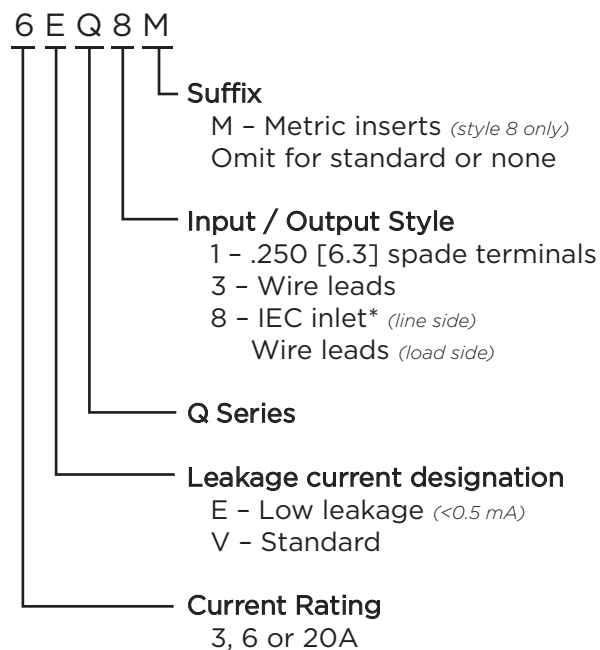 6 E Q 8 M
Suffix
M – Metric inserts (style 8 only)
Omit for standard or none
Input / Output Style
1 – .250 [6.3] spade terminals
3 – Wire leads
8 – IEC inlet* (line side)
Wire leads (load side)
Q Series
Leakage current designation
E – Low leakage (<0.5 mA)
V – Standard
Current Rating
3, 6 or 20A